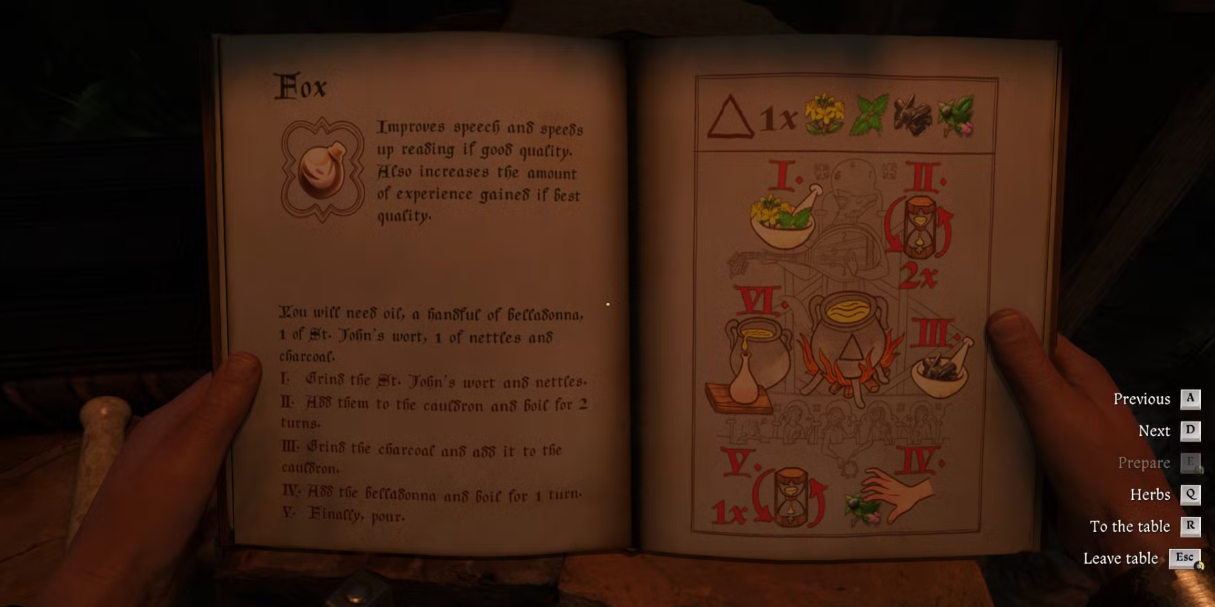 Fox
Improves speech and speeds
up reading if good quality.
Also increases the amount
of experience gained if best
quality.
You will need oil, a handful of belladonna,
1 of St. John's wort, 1 of nettles and
charcoal.
I. Grind the St. John's wort and nettles.
II. Add them to the cauldron and boil for 2
turns.
III. Grind the charcoal and add it to the
cauldron.
IV. Add the belladonna and boil for 1 turn.
V. Finally, pour.
1x
I.
II.
2x
VI.
III.
V.
IV.
1x
Previous A
Next D
Prepare E
Herbs Q
To the table R
Leave table Esc